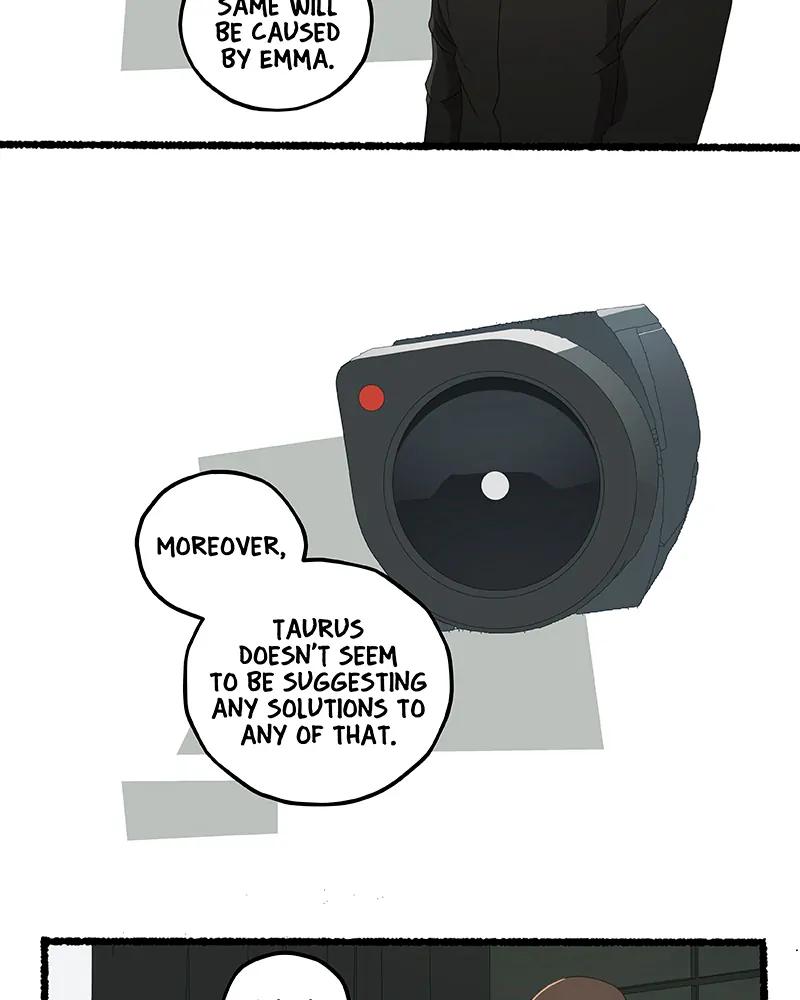 SAME WILL
BE CAUSED
BY EMMA.
MOREOVER,
TAURUS
DOESN'T SEEM
TO BE SUGGESTING
ANY SOLUTIONS TO
ANY OF THAT.